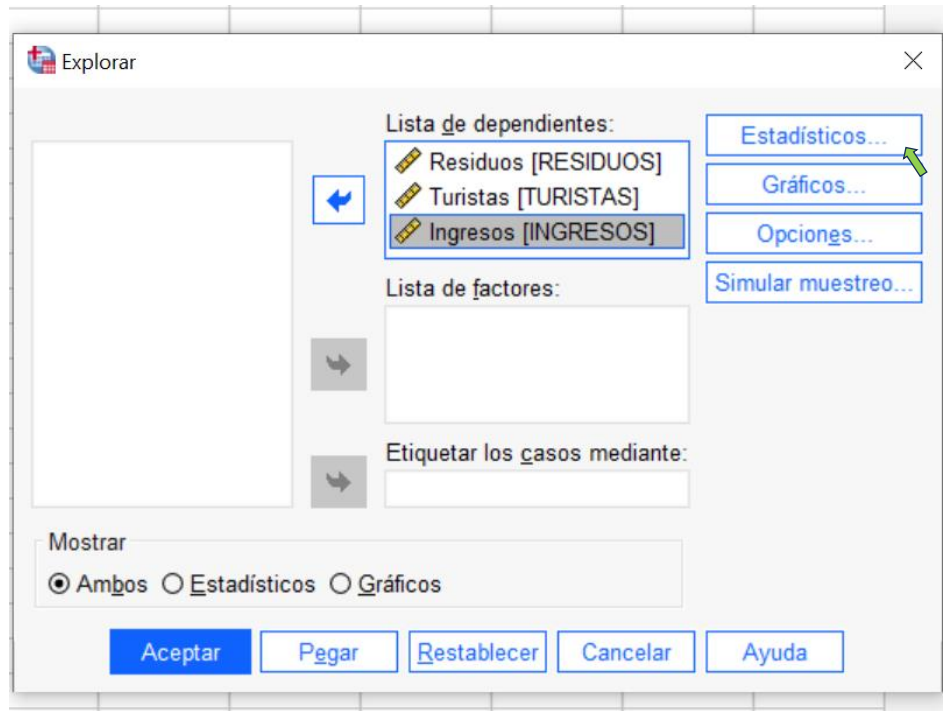 Explorar
Lista de dependientes:
Residuos [RESIDUOS]
Turistas [TURISTAS]
Ingresos [INGRESOS]
Lista de factores:
Etiquetar los casos mediante:
Estadísticos...
Gráficos...
Opciones...
Simular muestreo...
Mostrar
Ambos Estadísticos Gráficos
Aceptar Pegar Restablecer Cancelar Ayuda